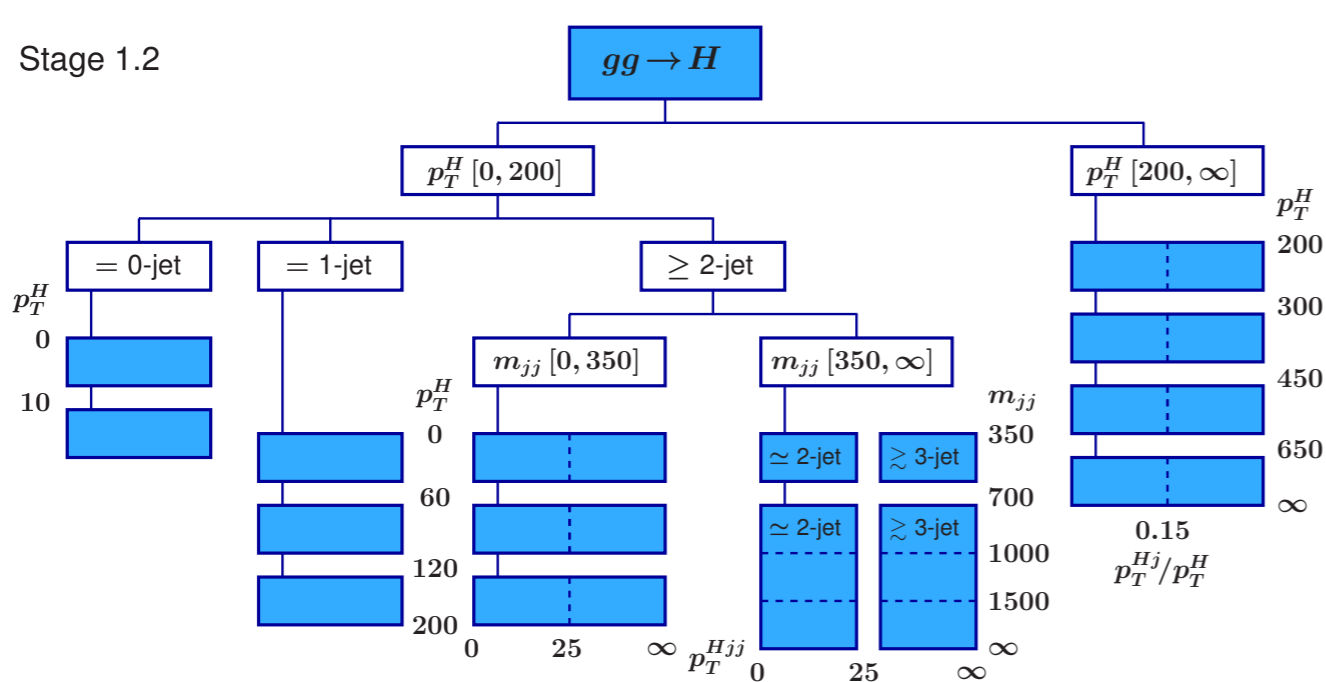 Stage 1.2
gg → H
p_T^H [0, 200]
p_T^H [200, ∞]
= 0-jet
= 1-jet
≥ 2-jet
p_T^H
0
10
m_jj [0, 350]
m_jj [350, ∞]
p_T^H
0
60
120
200
0 25 ∞
≃ 2-jet ≳ 3-jet
≃ 2-jet ≳ 3-jet
m_jj
350
700
1000
1500
∞
p_T^Hjj 0 25 ∞
p_T^H
200
300
450
650
∞
0.15
p_T^Hj/p_T^H